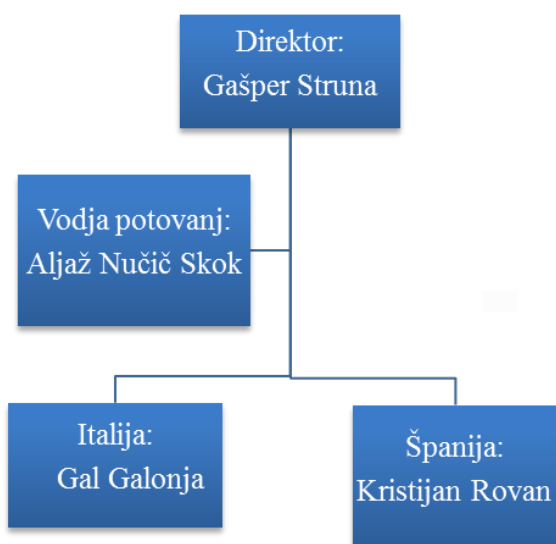 Direktor:
Gašper Struna
Vodja potovanj:
Aljaž Nučič Skok
Italija:
Gal Galonja
Španija:
Kristijan Rovan